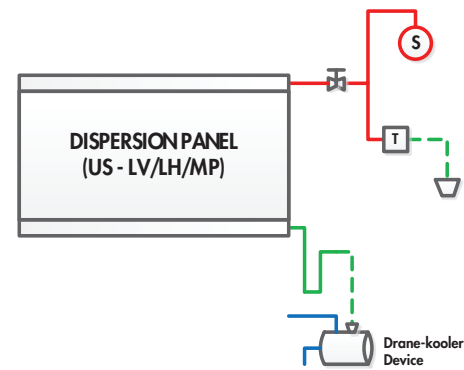 S
DISPERSION PANEL
(US - LV/LH/MP)
T
Drane-kooler
Device